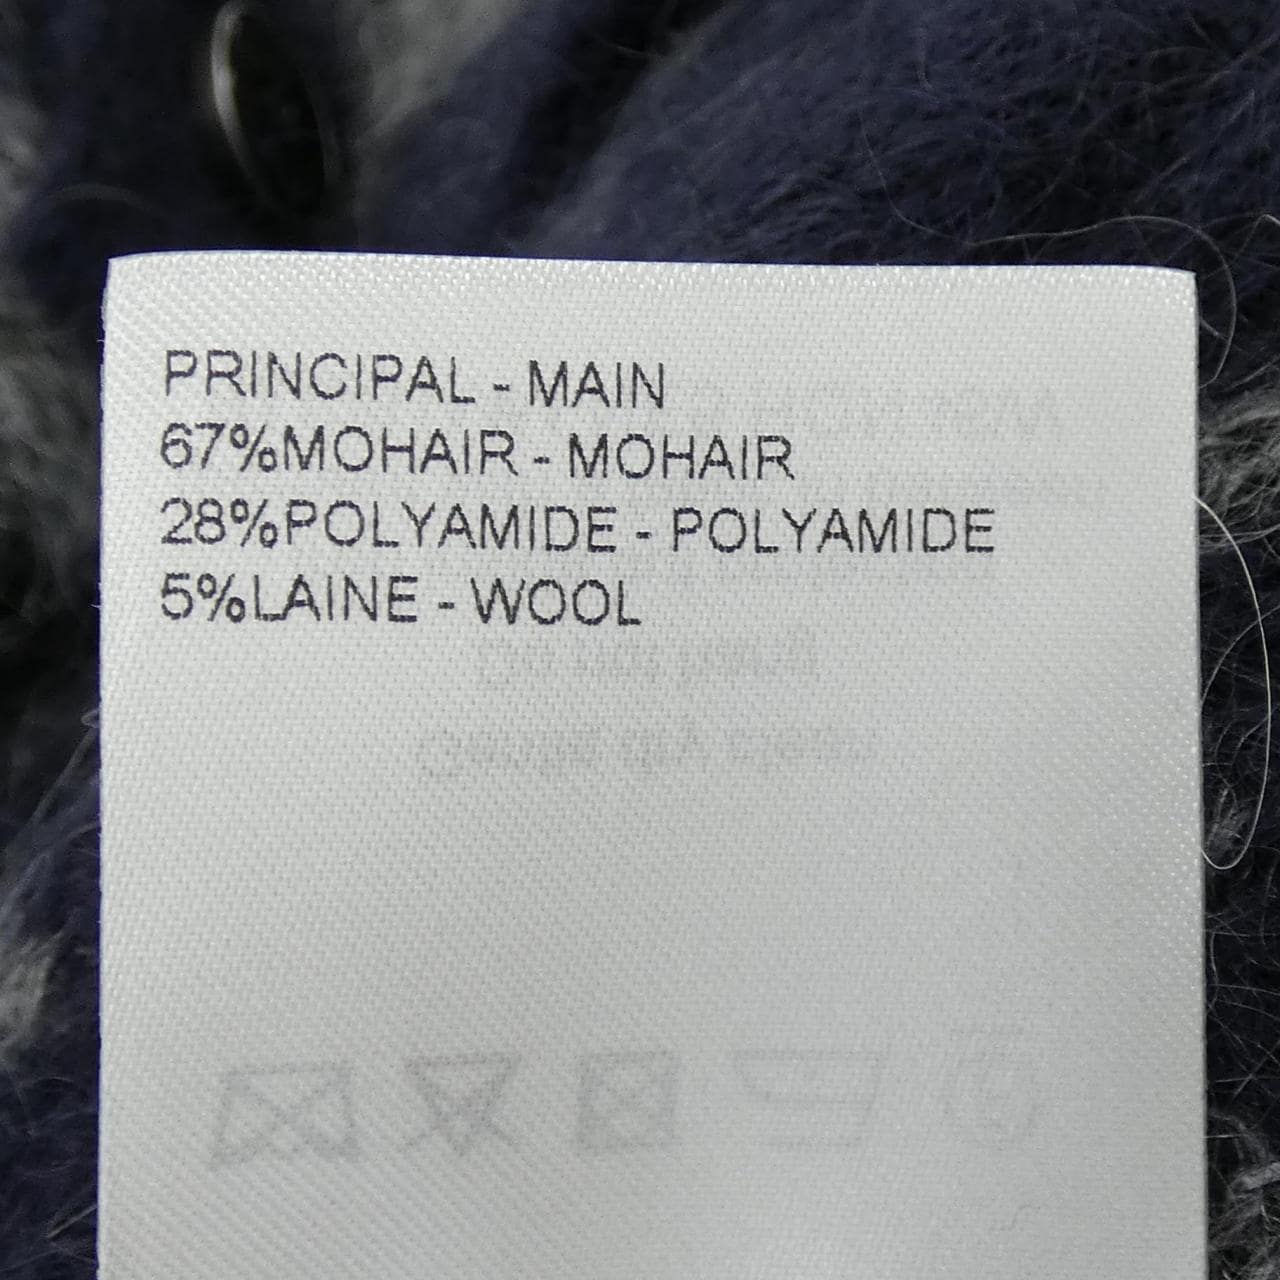 PRINCIPAL - MAIN
67%MOHAIR - MOHAIR
28%POLYAMIDE - POLYAMIDE
5%LAINE - WOOL